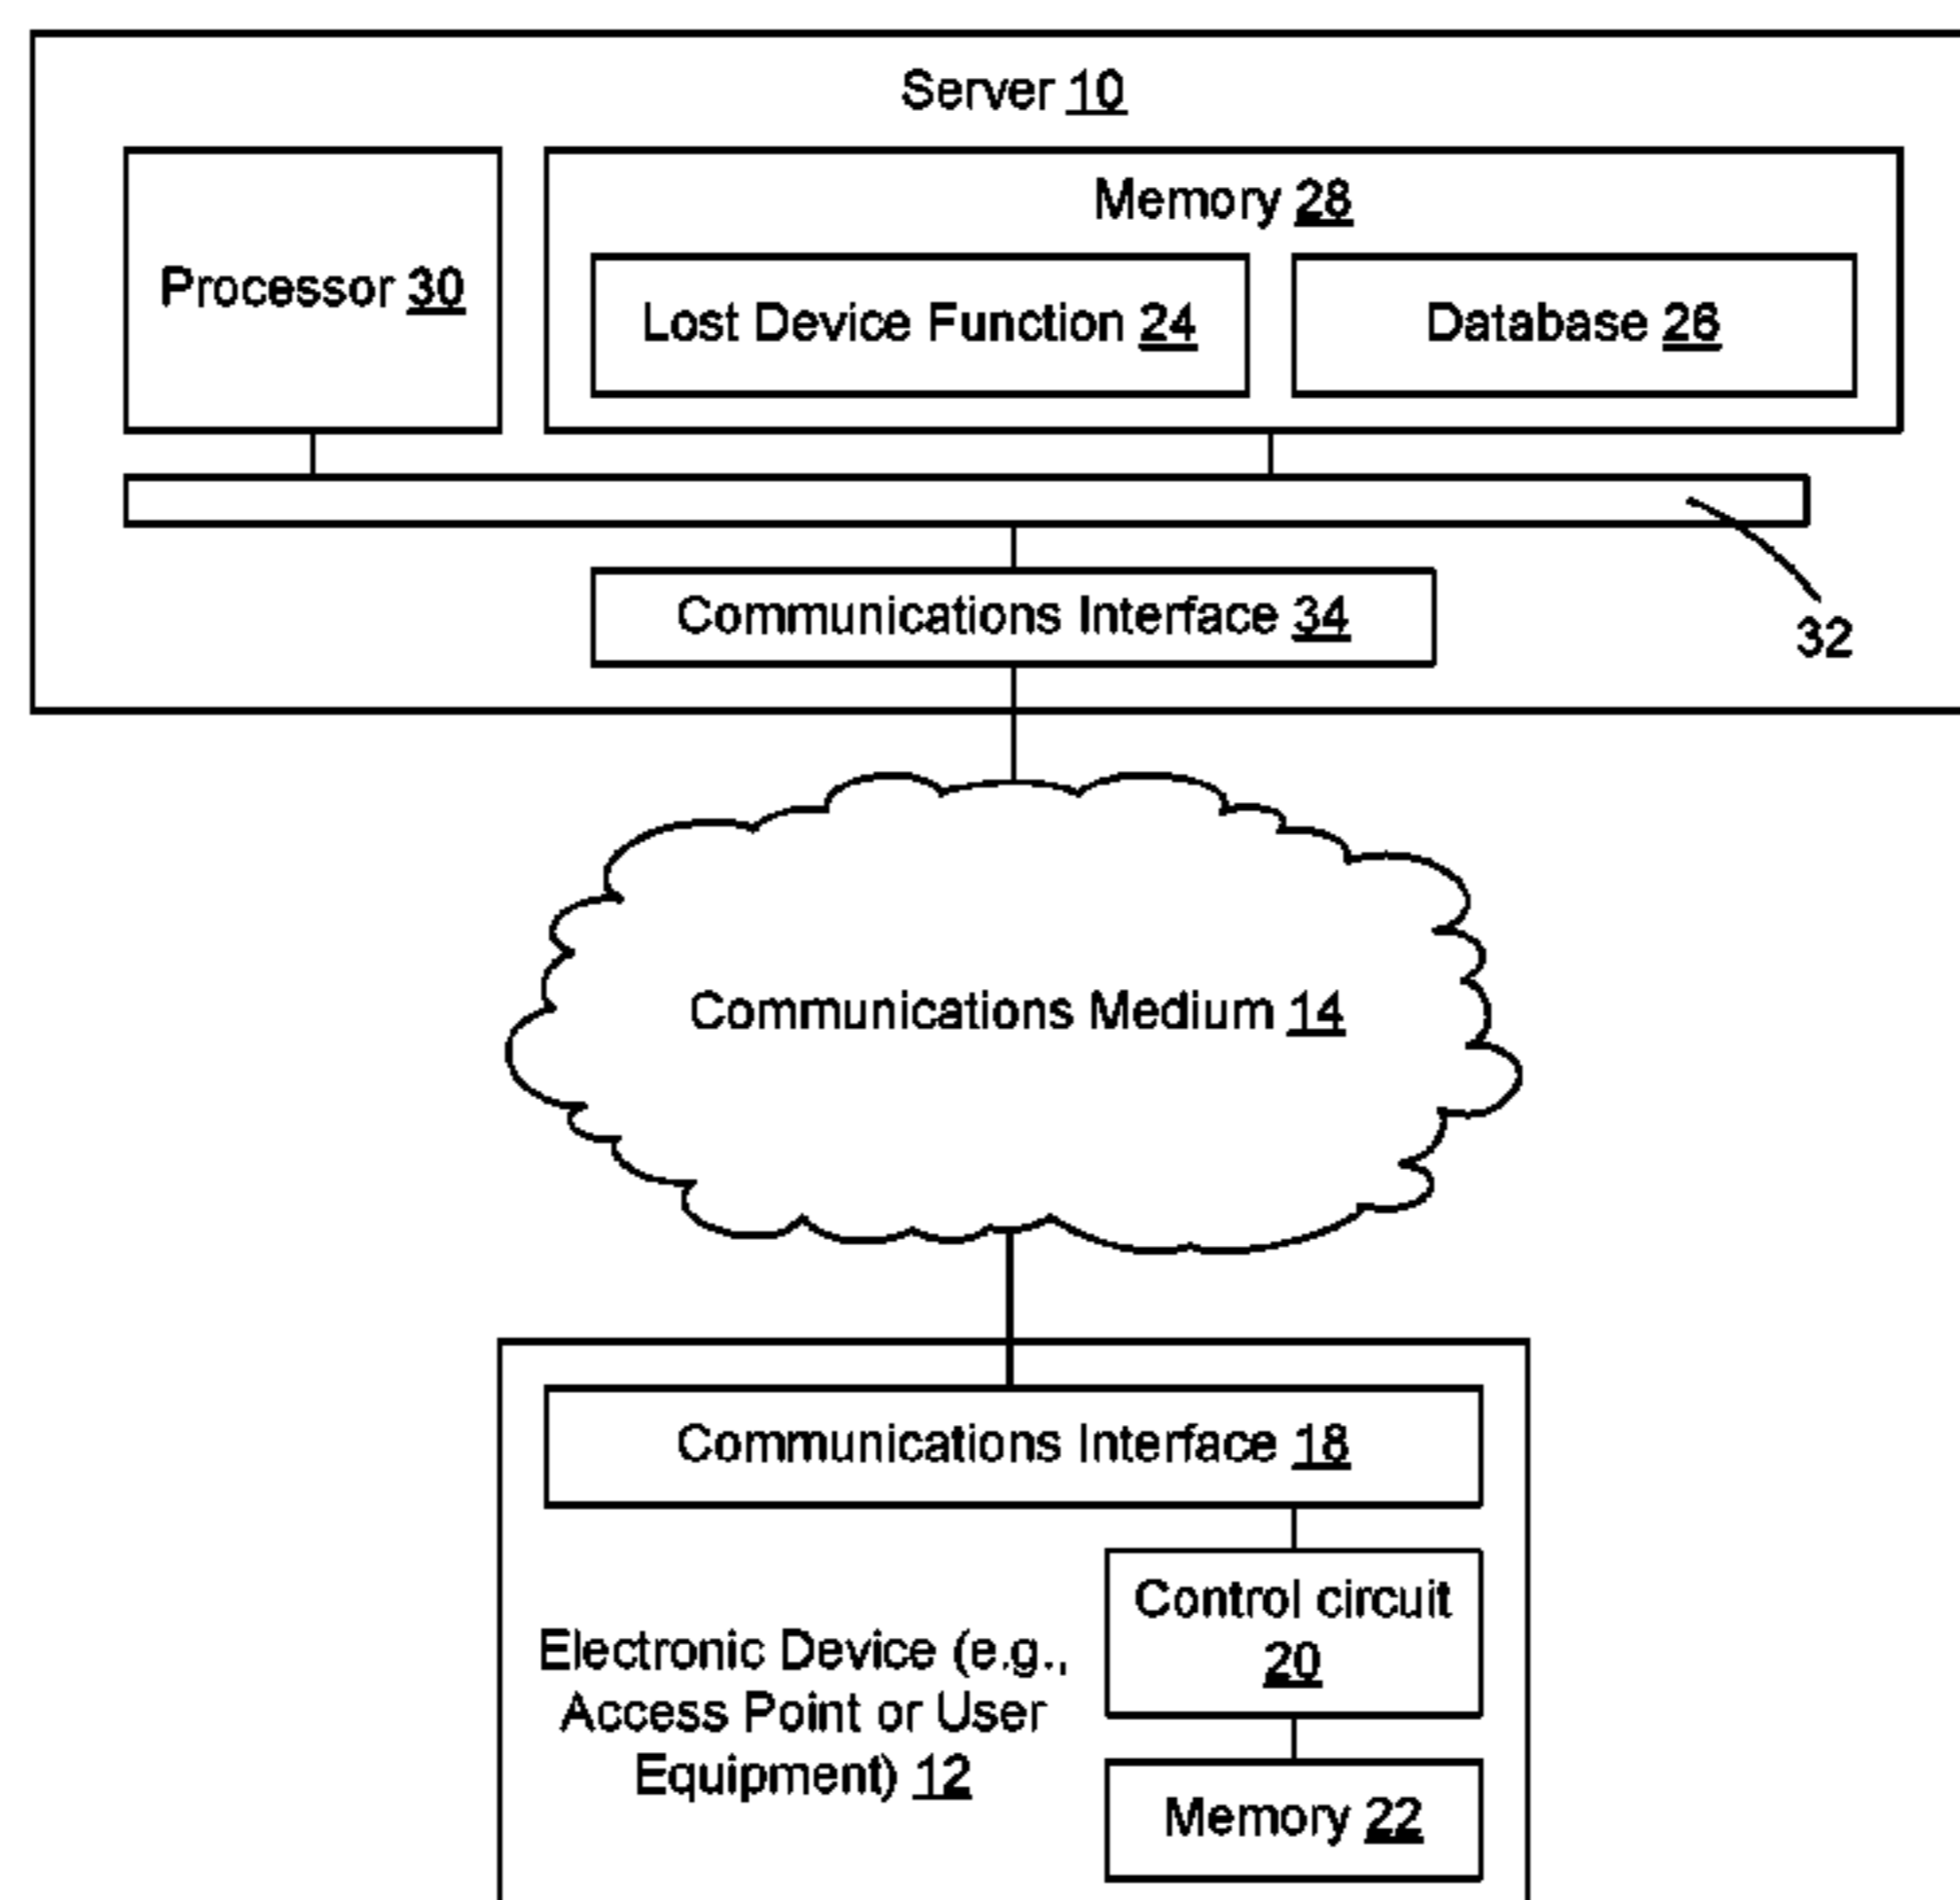 Server 10
Processor 30
Memory 28
Lost Device Function 24
Database 26
Communications Interface 34
32
Communications Medium 14
Communications Interface 18
Control circuit
20
Electronic Device (e.g.,
Access Point or User
Equipment) 12
Memory 22